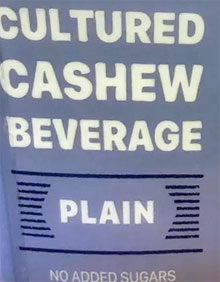 CULTURED
CASHEW
BEVERAGE
PLAIN
NO ADDED SUGARS